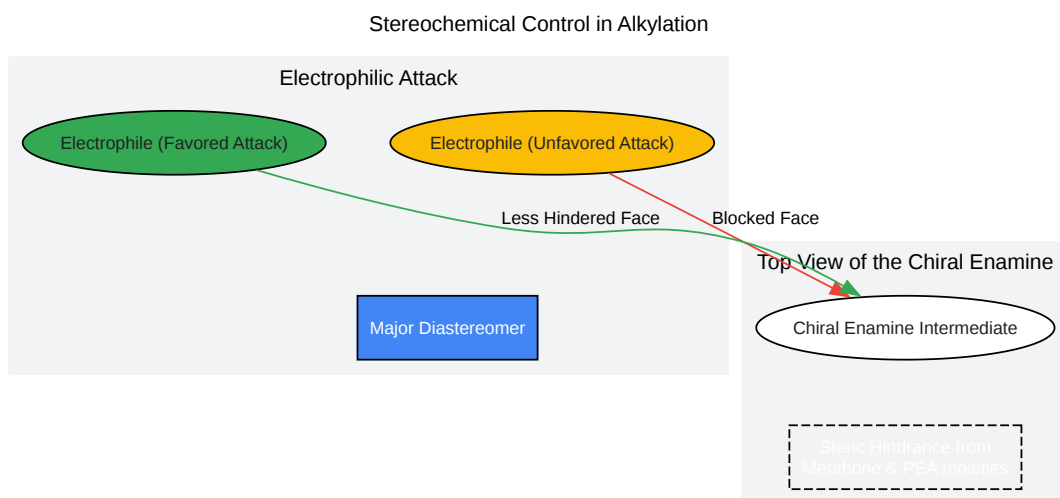 Stereochemical Control in Alkylation
Electrophilic Attack
Electrophile (Favored Attack)
Electrophile (Unfavored Attack)
Less Hindered Face
Blocked Face
Top View of the Chiral Enamine
Major Diastereomer
Chiral Enamine Intermediate
Steric Hindrance from
Menthone & PEA moieties